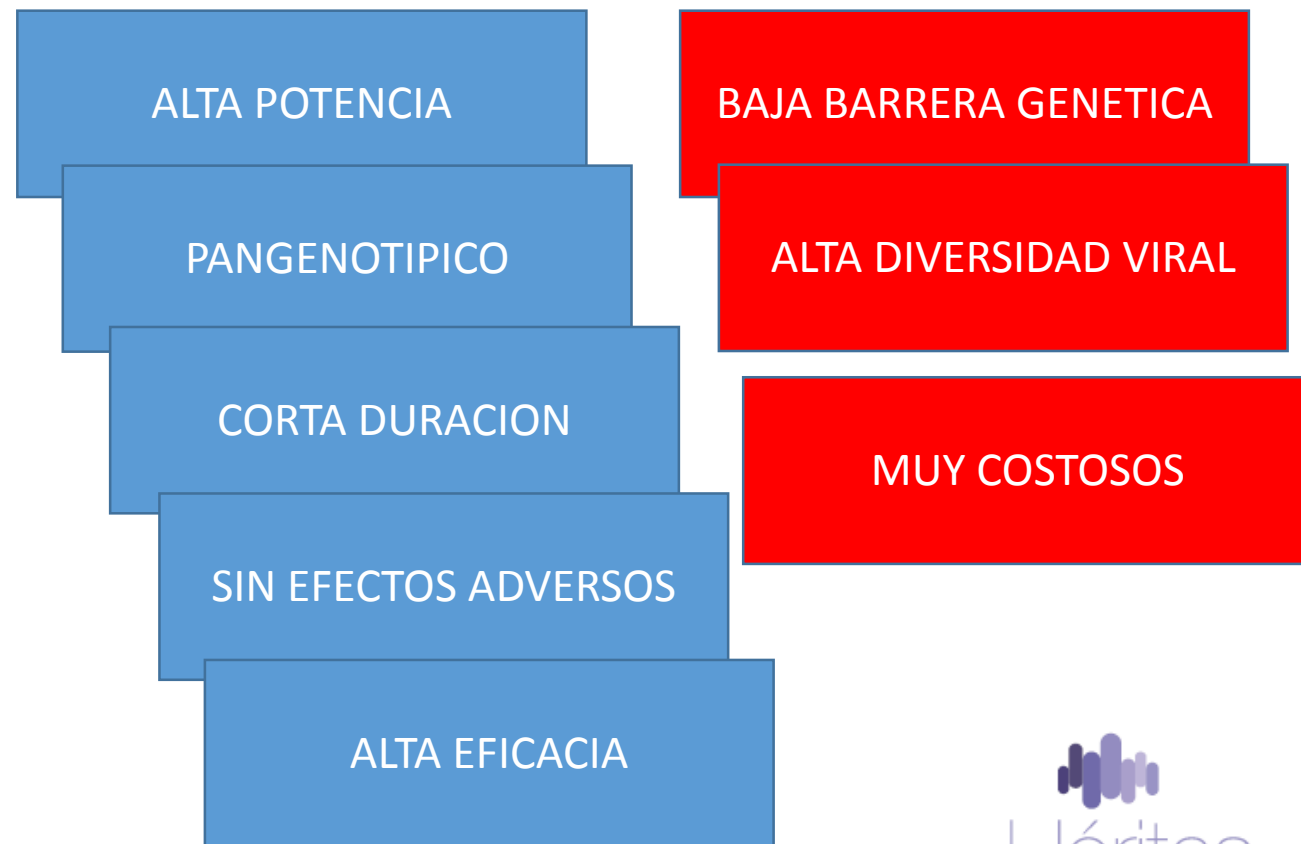 ALTA POTENCIA
PANGENOTIPICO
CORTA DURACION
SIN EFECTOS ADVERSOS
ALTA EFICACIA
BAJA BARRERA GENETICA
ALTA DIVERSIDAD VIRAL
MUY COSTOSOS